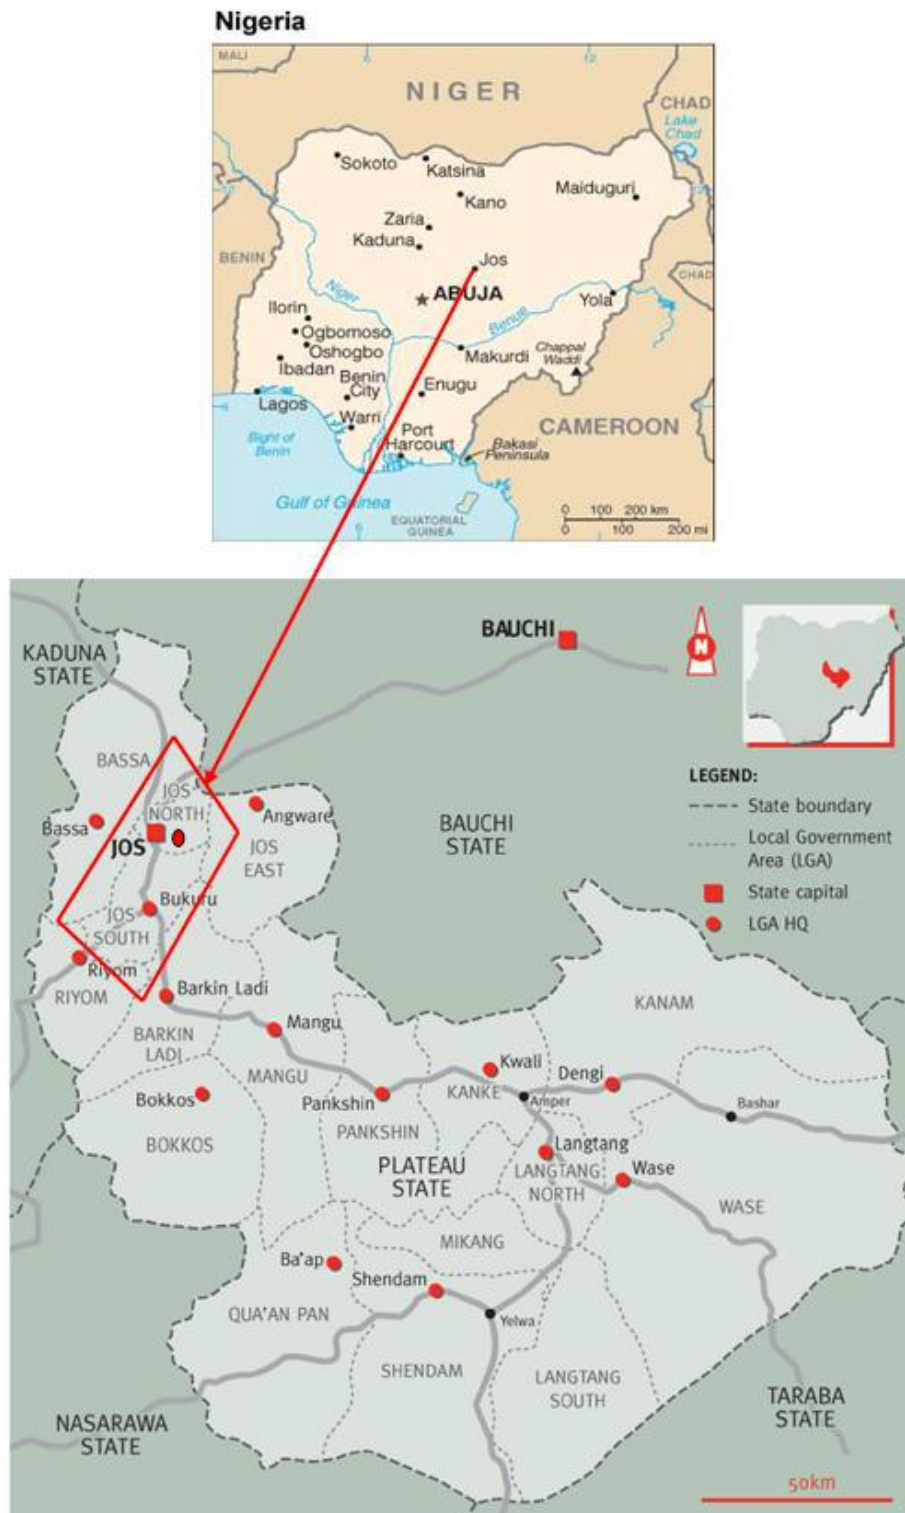 Nigeria
MALI
6
12
NIGER
CHAD
Lake
Chad
Sokoto
Katsina
Kano
Maiduguri
Zaria
Kaduna
BENIN
Jos
CHAD
ABUJA
Niger
Benue
Yola
Ilorin
Ogbomoso
Oshogbo
Ibadan
Makurdi
Chappal
Waddi
Benin
City
Enugu
Lagos
Warri
CAMEROON
Port
Harcourt
Bight of
Benin
Bakasi
Peninsula
Gulf of Guinea
EQUATORIAL
GUINEA
0 100 200 km
0 100 200 mi
KADUNA
STATE
BAUCHI
N
BASSA
JOS
NORTH
LEGEND:
State boundary
Local Government
Area (LGA)
State capital
LGA HQ
Bassa
JOS
Angware
JOS
EAST
BAUCHI
STATE
Bukuru
JOS
SOUTH
Riyom
RIYOM
Barkin Ladi
BARKIN
LADI
Mangu
MANGU
KANAM
Kwali
Dengi
KANKE
Amper
Bashar
Bokkos
BOKKOS
Pankshin
PANKSHIN
PLATEAU
STATE
Langtang
LANGTANG
NORTH
Wase
WASE
MIKANG
Ba'ap
Shendam
QUA'AN PAN
Yelwa
SHENDAM
LANGTANG
SOUTH
NASARAWA
STATE
TARABA
STATE
50km